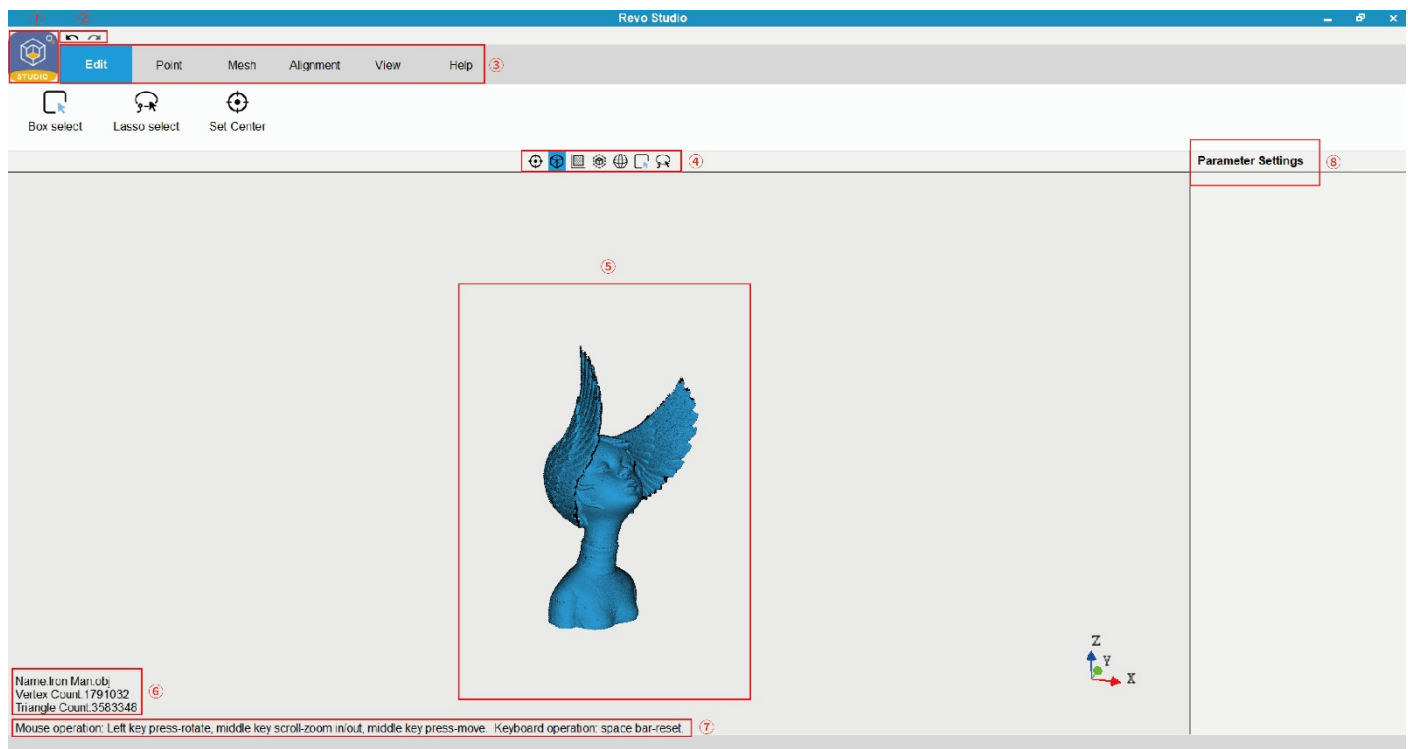 ① ② Revo Studio
STUDIO Edit Point Mesh Alignment View Help ③
Box select Lasso select Set Center
④ Parameter Settings ⑧
⑤
Z
Y
X
Name:Iron Man.obj
Vertex Count:1791032 ⑥
Triangle Count:3583348
Mouse operation: Left key press-rotate, middle key scroll-zoom in/out, middle key press-move. Keyboard operation: space bar-reset. ⑦